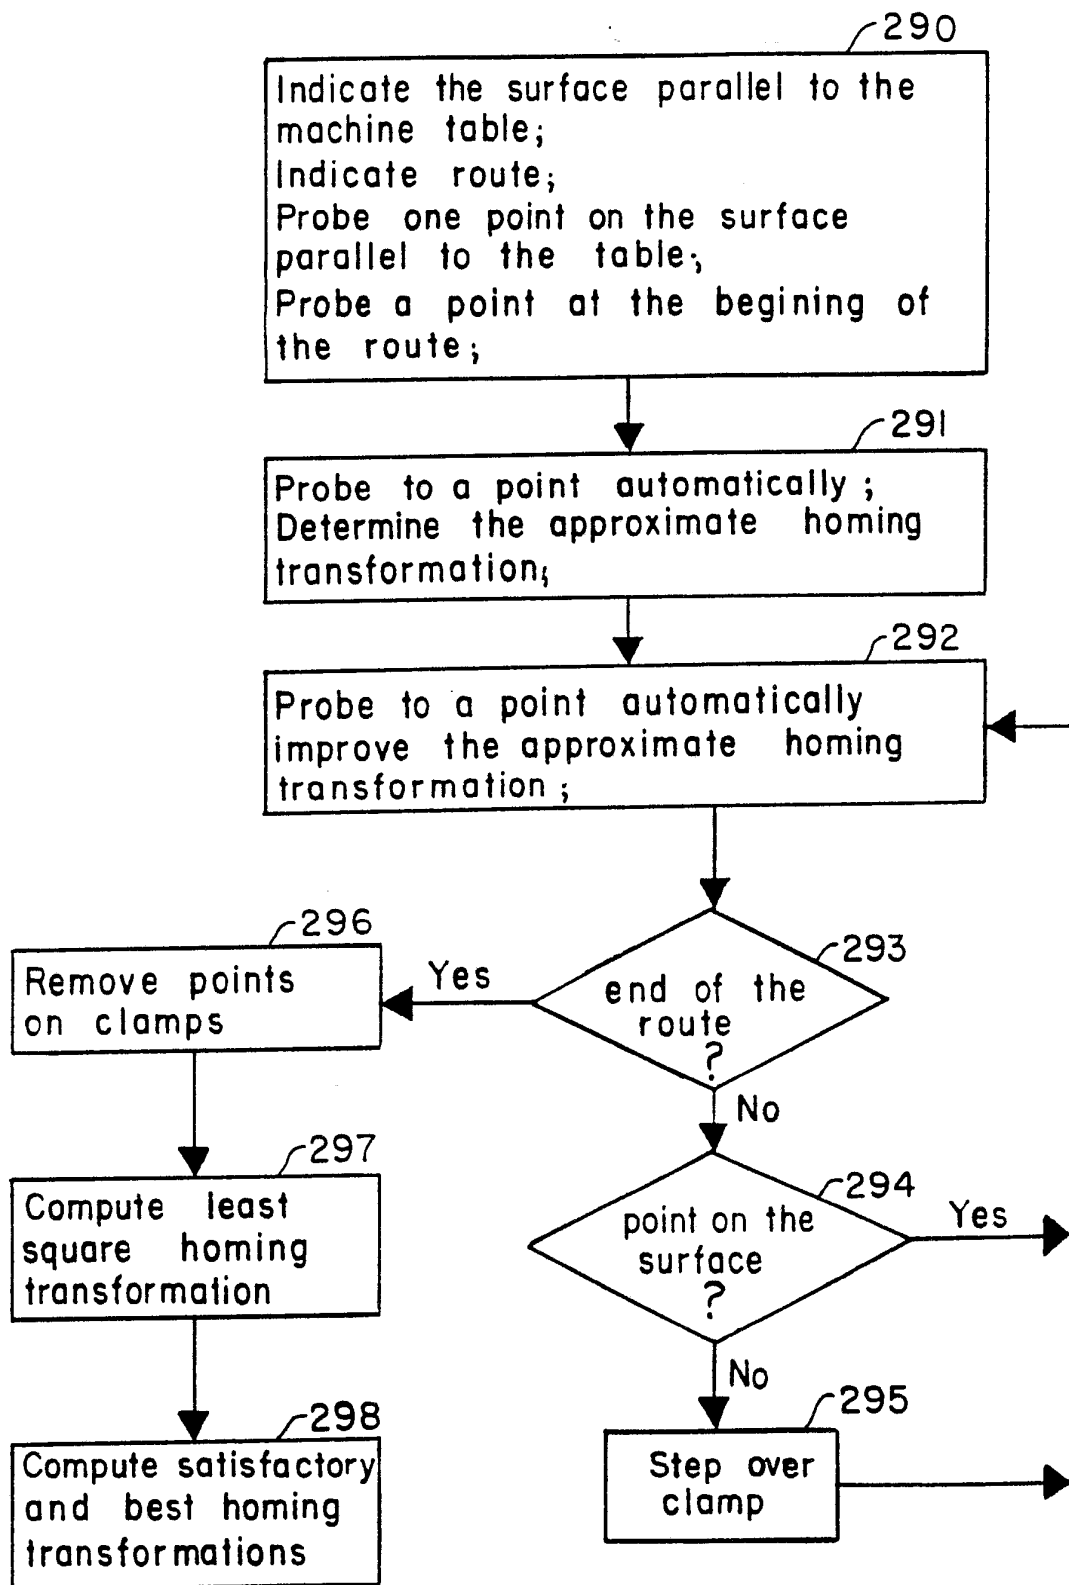 290
Indicate the surface parallel to the
machine table;
Indicate route;
Probe one point on the surface
parallel to the table;
Probe a point at the begining of
the route;
291
Probe to a point automatically;
Determine the approximate homing
transformation;
292
Probe to a point automatically
improve the approximate homing
transformation;
293
end of the
route
?
Yes
No
296
Remove points
on clamps
297
Compute least
square homing
transformation
298
Compute satisfactory
and best homing
transformations
294
point on the
surface
?
Yes
No
295
Step over
clamp